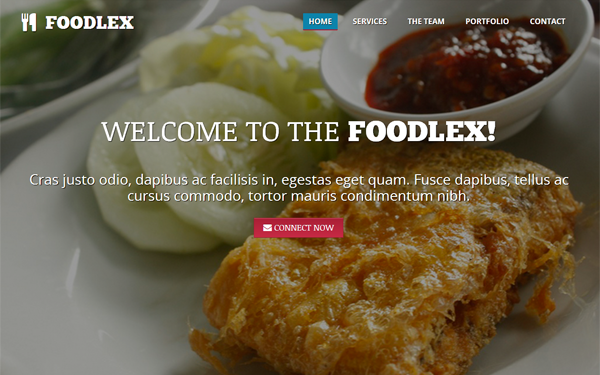 FOODLEX
HOME SERVICES THE TEAM PORTFOLIO CONTACT
WELCOME TO THE FOODLEX!
Cras justo odio, dapibus ac facilisis in, egestas eget quam. Fusce dapibus, tellus ac
cursus commodo, tortor mauris condimentum nibh.
CONNECT NOW